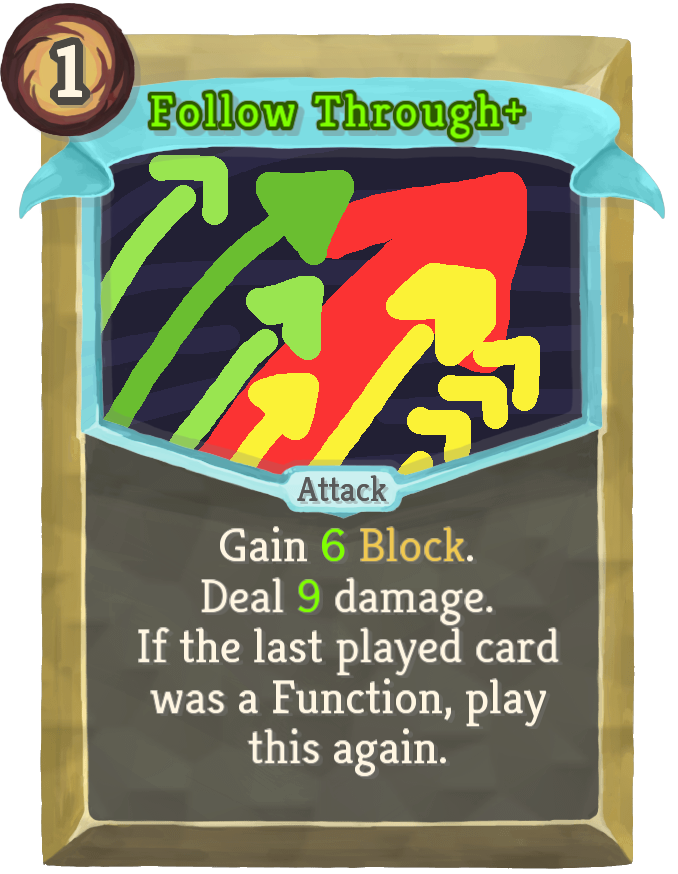 1
Follow Through+
Attack
Gain 6 Block.
Deal 9 damage.
If the last played card
was a Function, play
this again.